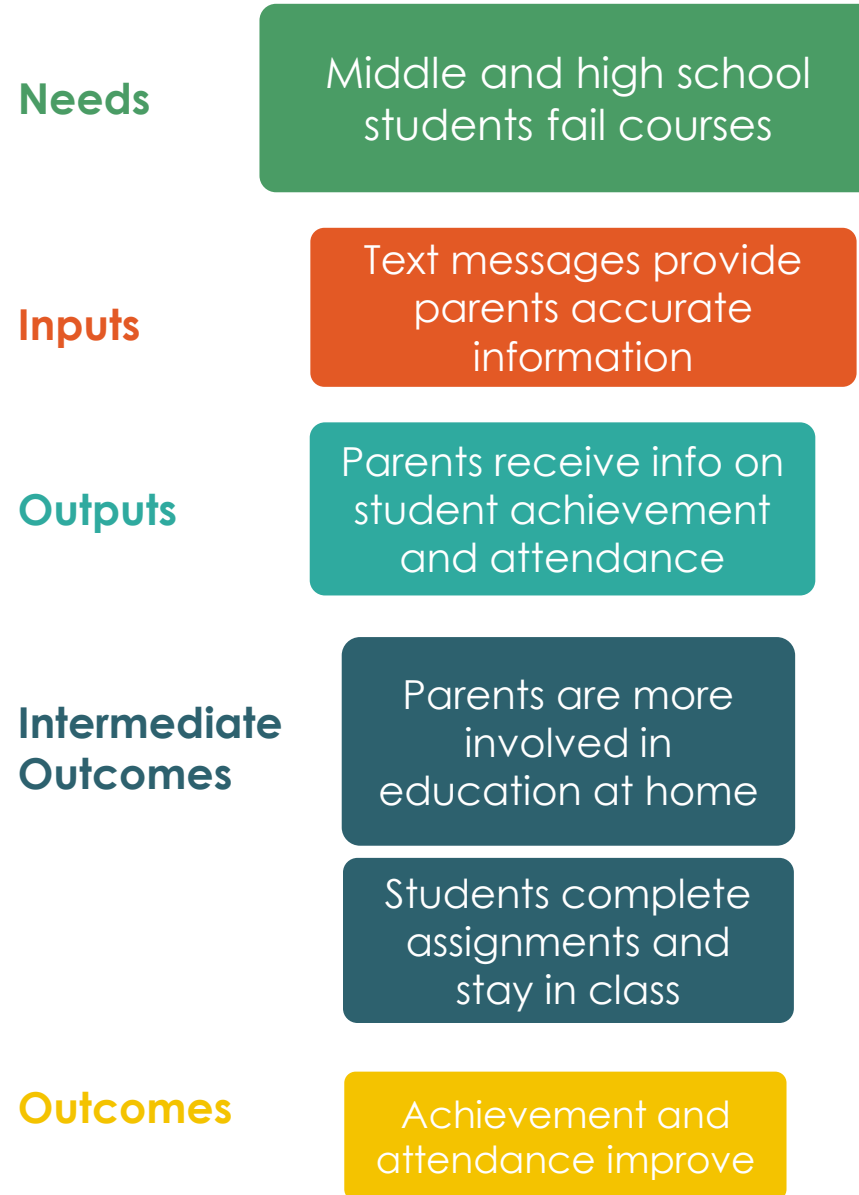 Needs
Middle and high school
students fail courses
Inputs
Text messages provide
parents accurate
information
Outputs
Parents receive info on
student achievement
and attendance
Intermediate
Outcomes
Parents are more
involved in
education at home
Students complete
assignments and
stay in class
Outcomes
Achievement and
attendance improve